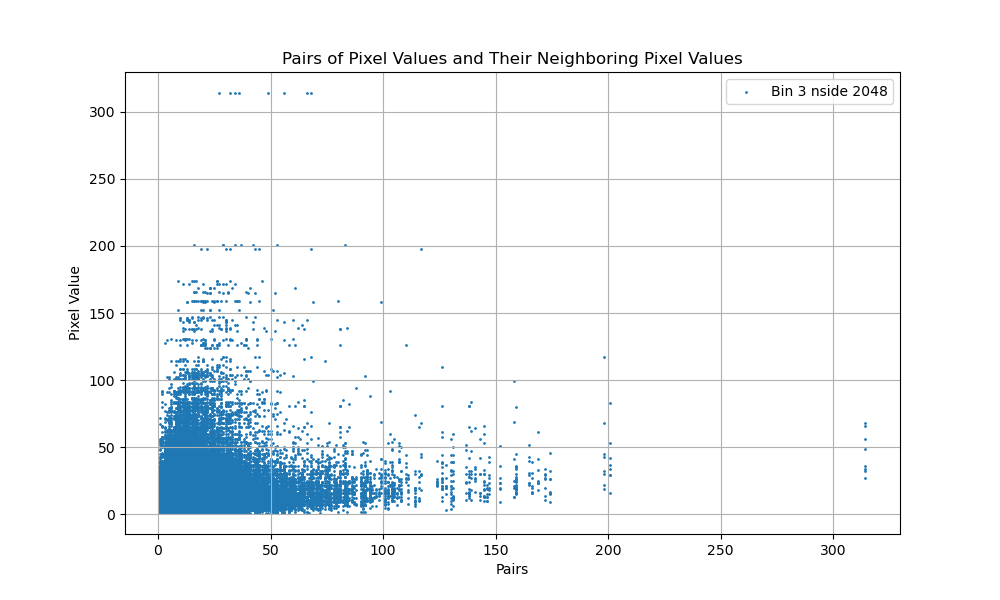 Pairs of Pixel Values and Their Neighboring Pixel Values
Bin 3 nside 2048
300
250
200
150
100
50
0
Pixel Value
0 50 100 150 200 250 300
Pairs